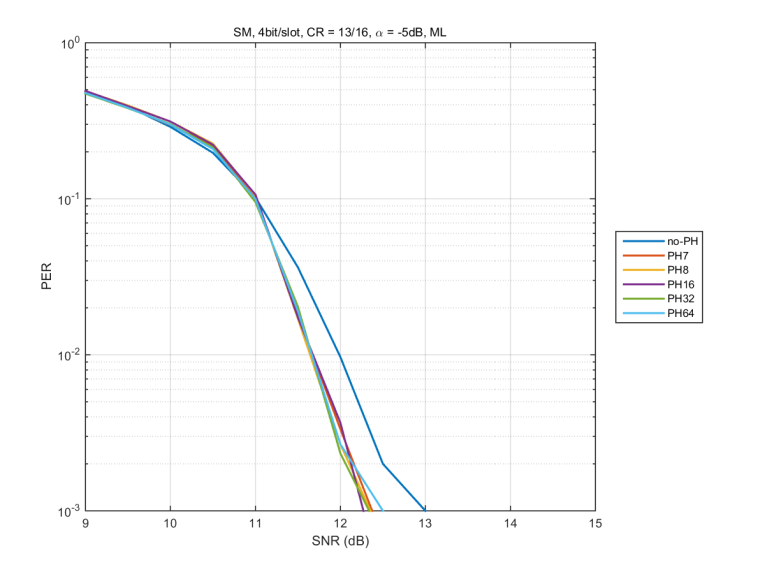 SM, 4bit/slot, CR = 13/16, α = -5dB, ML
10^0
10^-1
10^-2
10^-3
PER
9 10 11 12 13 14 15
SNR (dB)
no-PH
PH7
PH8
PH16
PH32
PH64